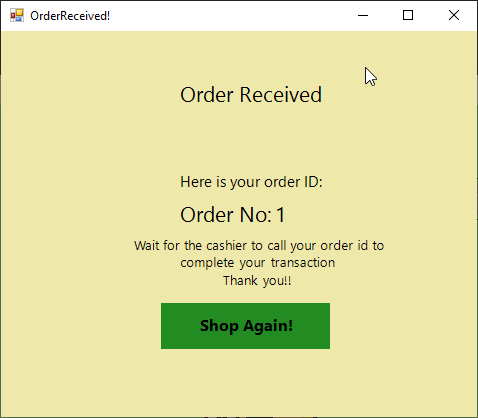 OrderReceived!
Order Received
Here is your order ID:
Order No: 1
Wait for the cashier to call your order id to
complete your transaction
Thank you!!
Shop Again!